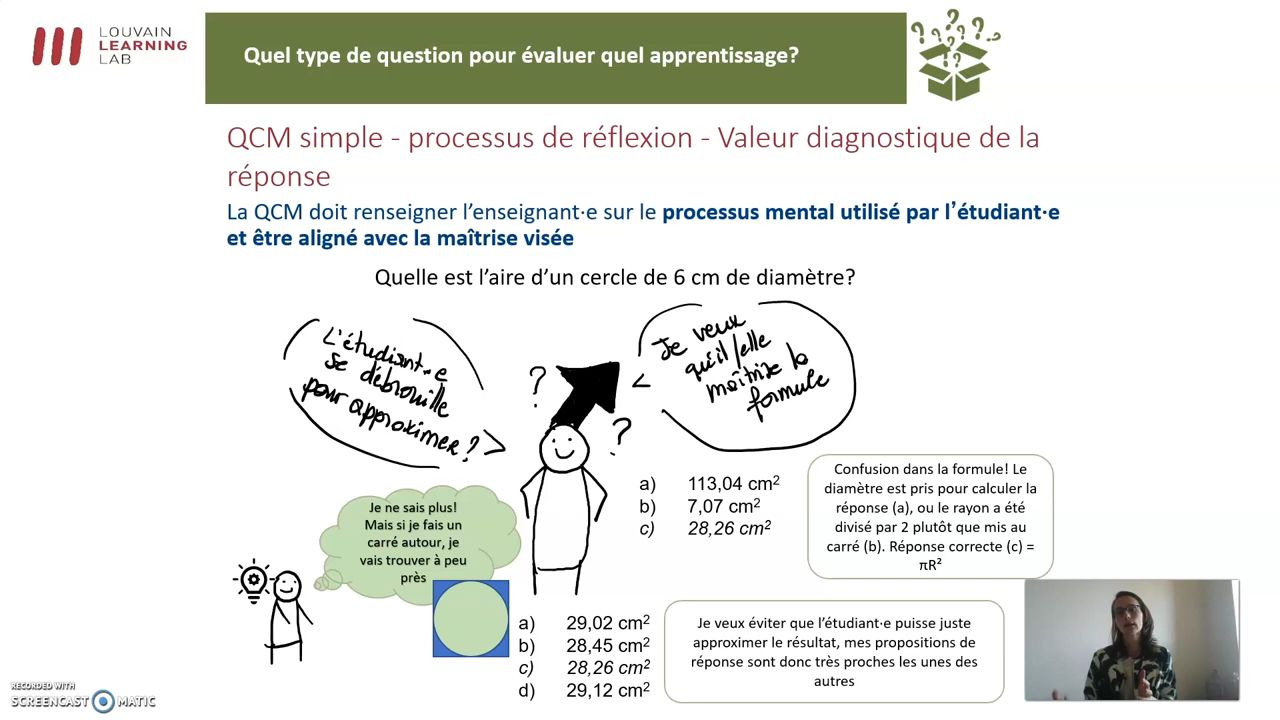 LOUVAIN
LEARNING
LAB
Quel type de question pour évaluer quel apprentissage?
QCM simple - processus de réflexion - Valeur diagnostique de la
réponse
La QCM doit renseigner l’enseignant·e sur le processus mental utilisé par l’étudiant·e
et être aligné avec la maîtrise visée
Quelle est l’aire d’un cercle de 6 cm de diamètre?
L'étudiant.e
se débrouille
pour approximer ?
Je veux
qu'il/elle
maîtrise la
formule
?
?
a) 113,04 cm²
b) 7,07 cm²
c) 28,26 cm²
Confusion dans la formule! Le
diamètre est pris pour calculer la
réponse (a), ou le rayon a été
divisé par 2 plutôt que mis au
carré (b). Réponse correcte (c) =
πR²
Je ne sais plus!
Mais si je fais un
carré autour, je
vais trouver à peu
près
a) 29,02 cm²
b) 28,45 cm²
c) 28,26 cm²
d) 29,12 cm²
Je veux éviter que l’étudiant·e puisse juste
approximer le résultat, mes propositions de
réponse sont donc très proches les unes des
autres
RECORDED WITH
SCREENCAST MATIC